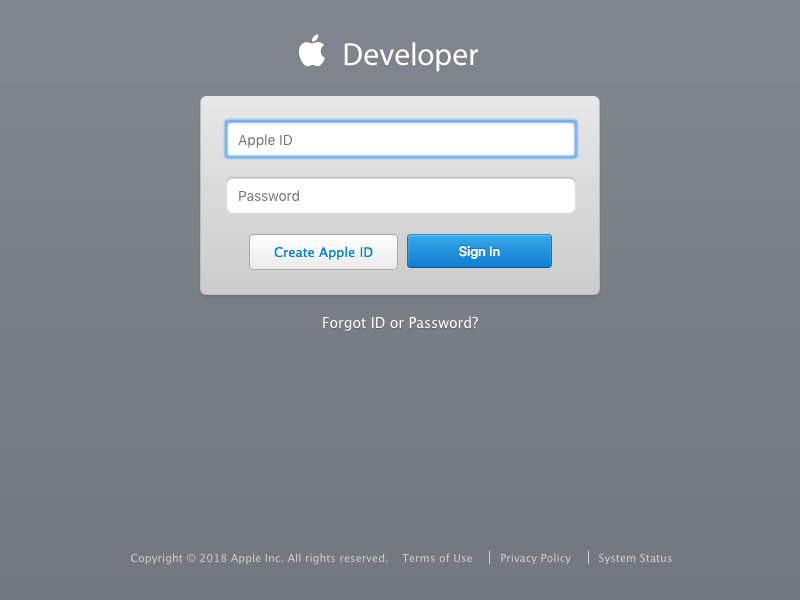 Developer
Apple ID
Password
Create Apple ID Sign In
Forgot ID or Password?
Copyright © 2018 Apple Inc. All rights reserved. Terms of Use Privacy Policy System Status